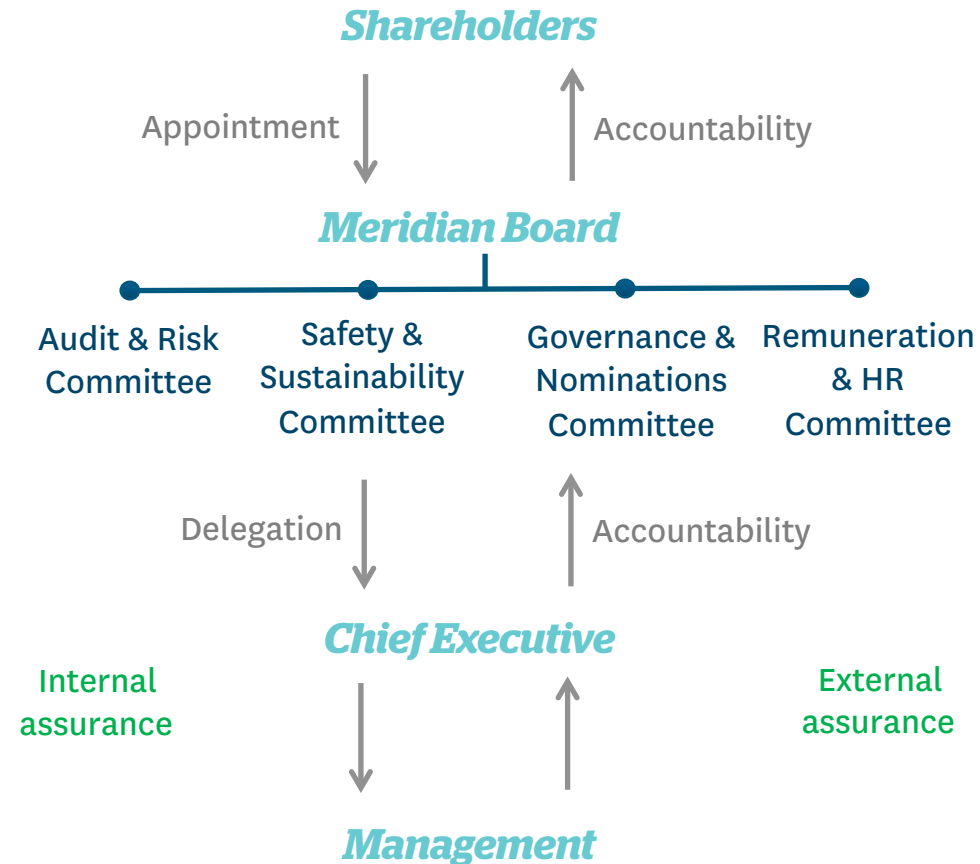 Shareholders
Appointment
Accountability
Meridian Board
Audit & Risk
Committee
Safety &
Sustainability
Committee
Governance &
Nominations
Committee
Remuneration
& HR
Committee
Delegation
Accountability
Chief Executive
Internal
assurance
External
assurance
Management